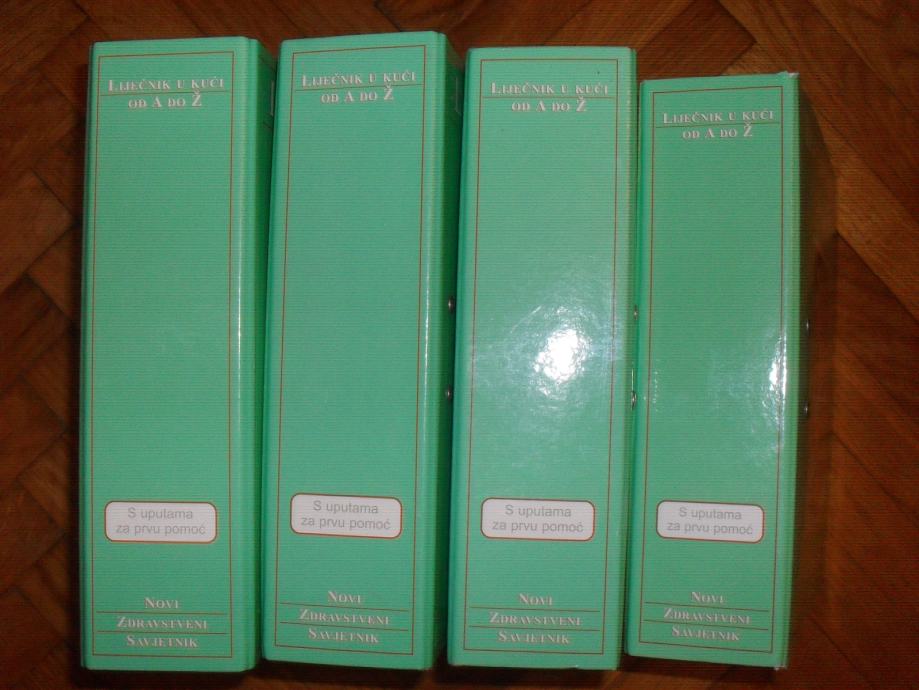 LIJEČNIK U KUĆI
OD A DO Ž
S uputama
za prvu pomoć
NOVI
ZDRAVSTVENI
SAVJETNIK
LIJEČNIK U KUĆI
OD A DO Ž
S uputama
za prvu pomoć
NOVI
ZDRAVSTVENI
SAVJETNIK
LIJEČNIK U KUĆI
OD A DO Ž
S uputama
za prvu pomoć
NOVI
ZDRAVSTVENI
SAVJETNIK
LIJEČNIK U KUĆI
OD A DO Ž
S uputama
za prvu pomoć
NOVI
ZDRAVSTVENI
SAVJETNIK